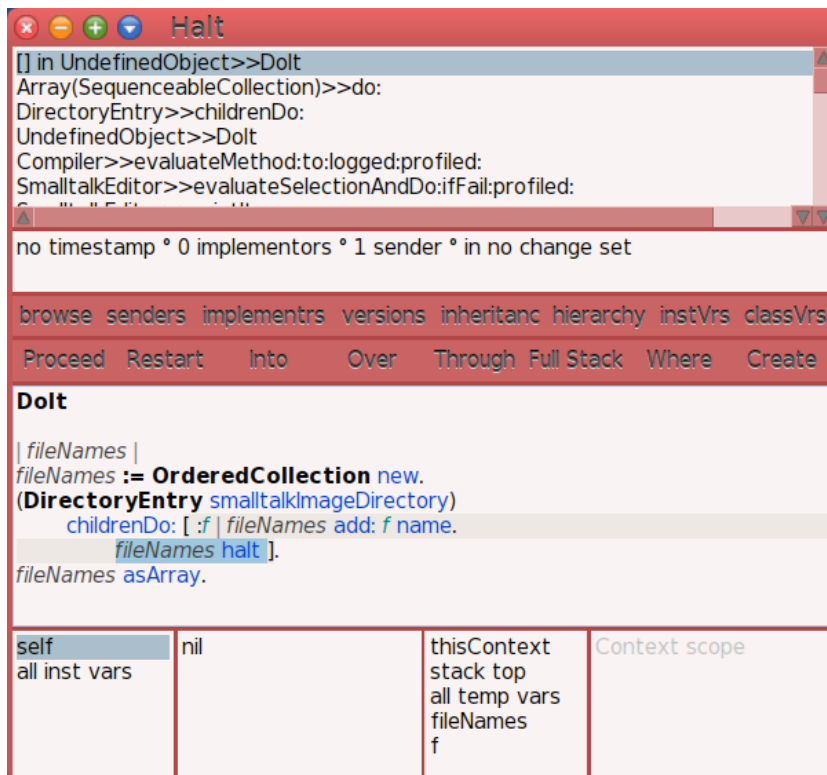 Halt
[] in UndefinedObject>>DoIt
Array(SequenceableCollection)>>do:
DirectoryEntry>>childrenDo:
UndefinedObject>>DoIt
Compiler>>evaluateMethod:to:logged:profiled:
SmalltalkEditor>>evaluateSelectionAndDo:ifFail:profiled:
no timestamp ° 0 implementors ° 1 sender ° in no change set
browse senders implementrs versions inheritanc hierarchy instVrs classVrs
Proceed Restart Into Over Through Full Stack Where Create
DoIt
| fileNames |
fileNames := OrderedCollection new.
(DirectoryEntry smalltalkImageDirectory)
childrenDo: [ :f | fileNames add: f name.
fileNames halt ].
fileNames asArray.
self nil thisContext Context scope
all inst vars stack top
all temp vars
fileNames
f